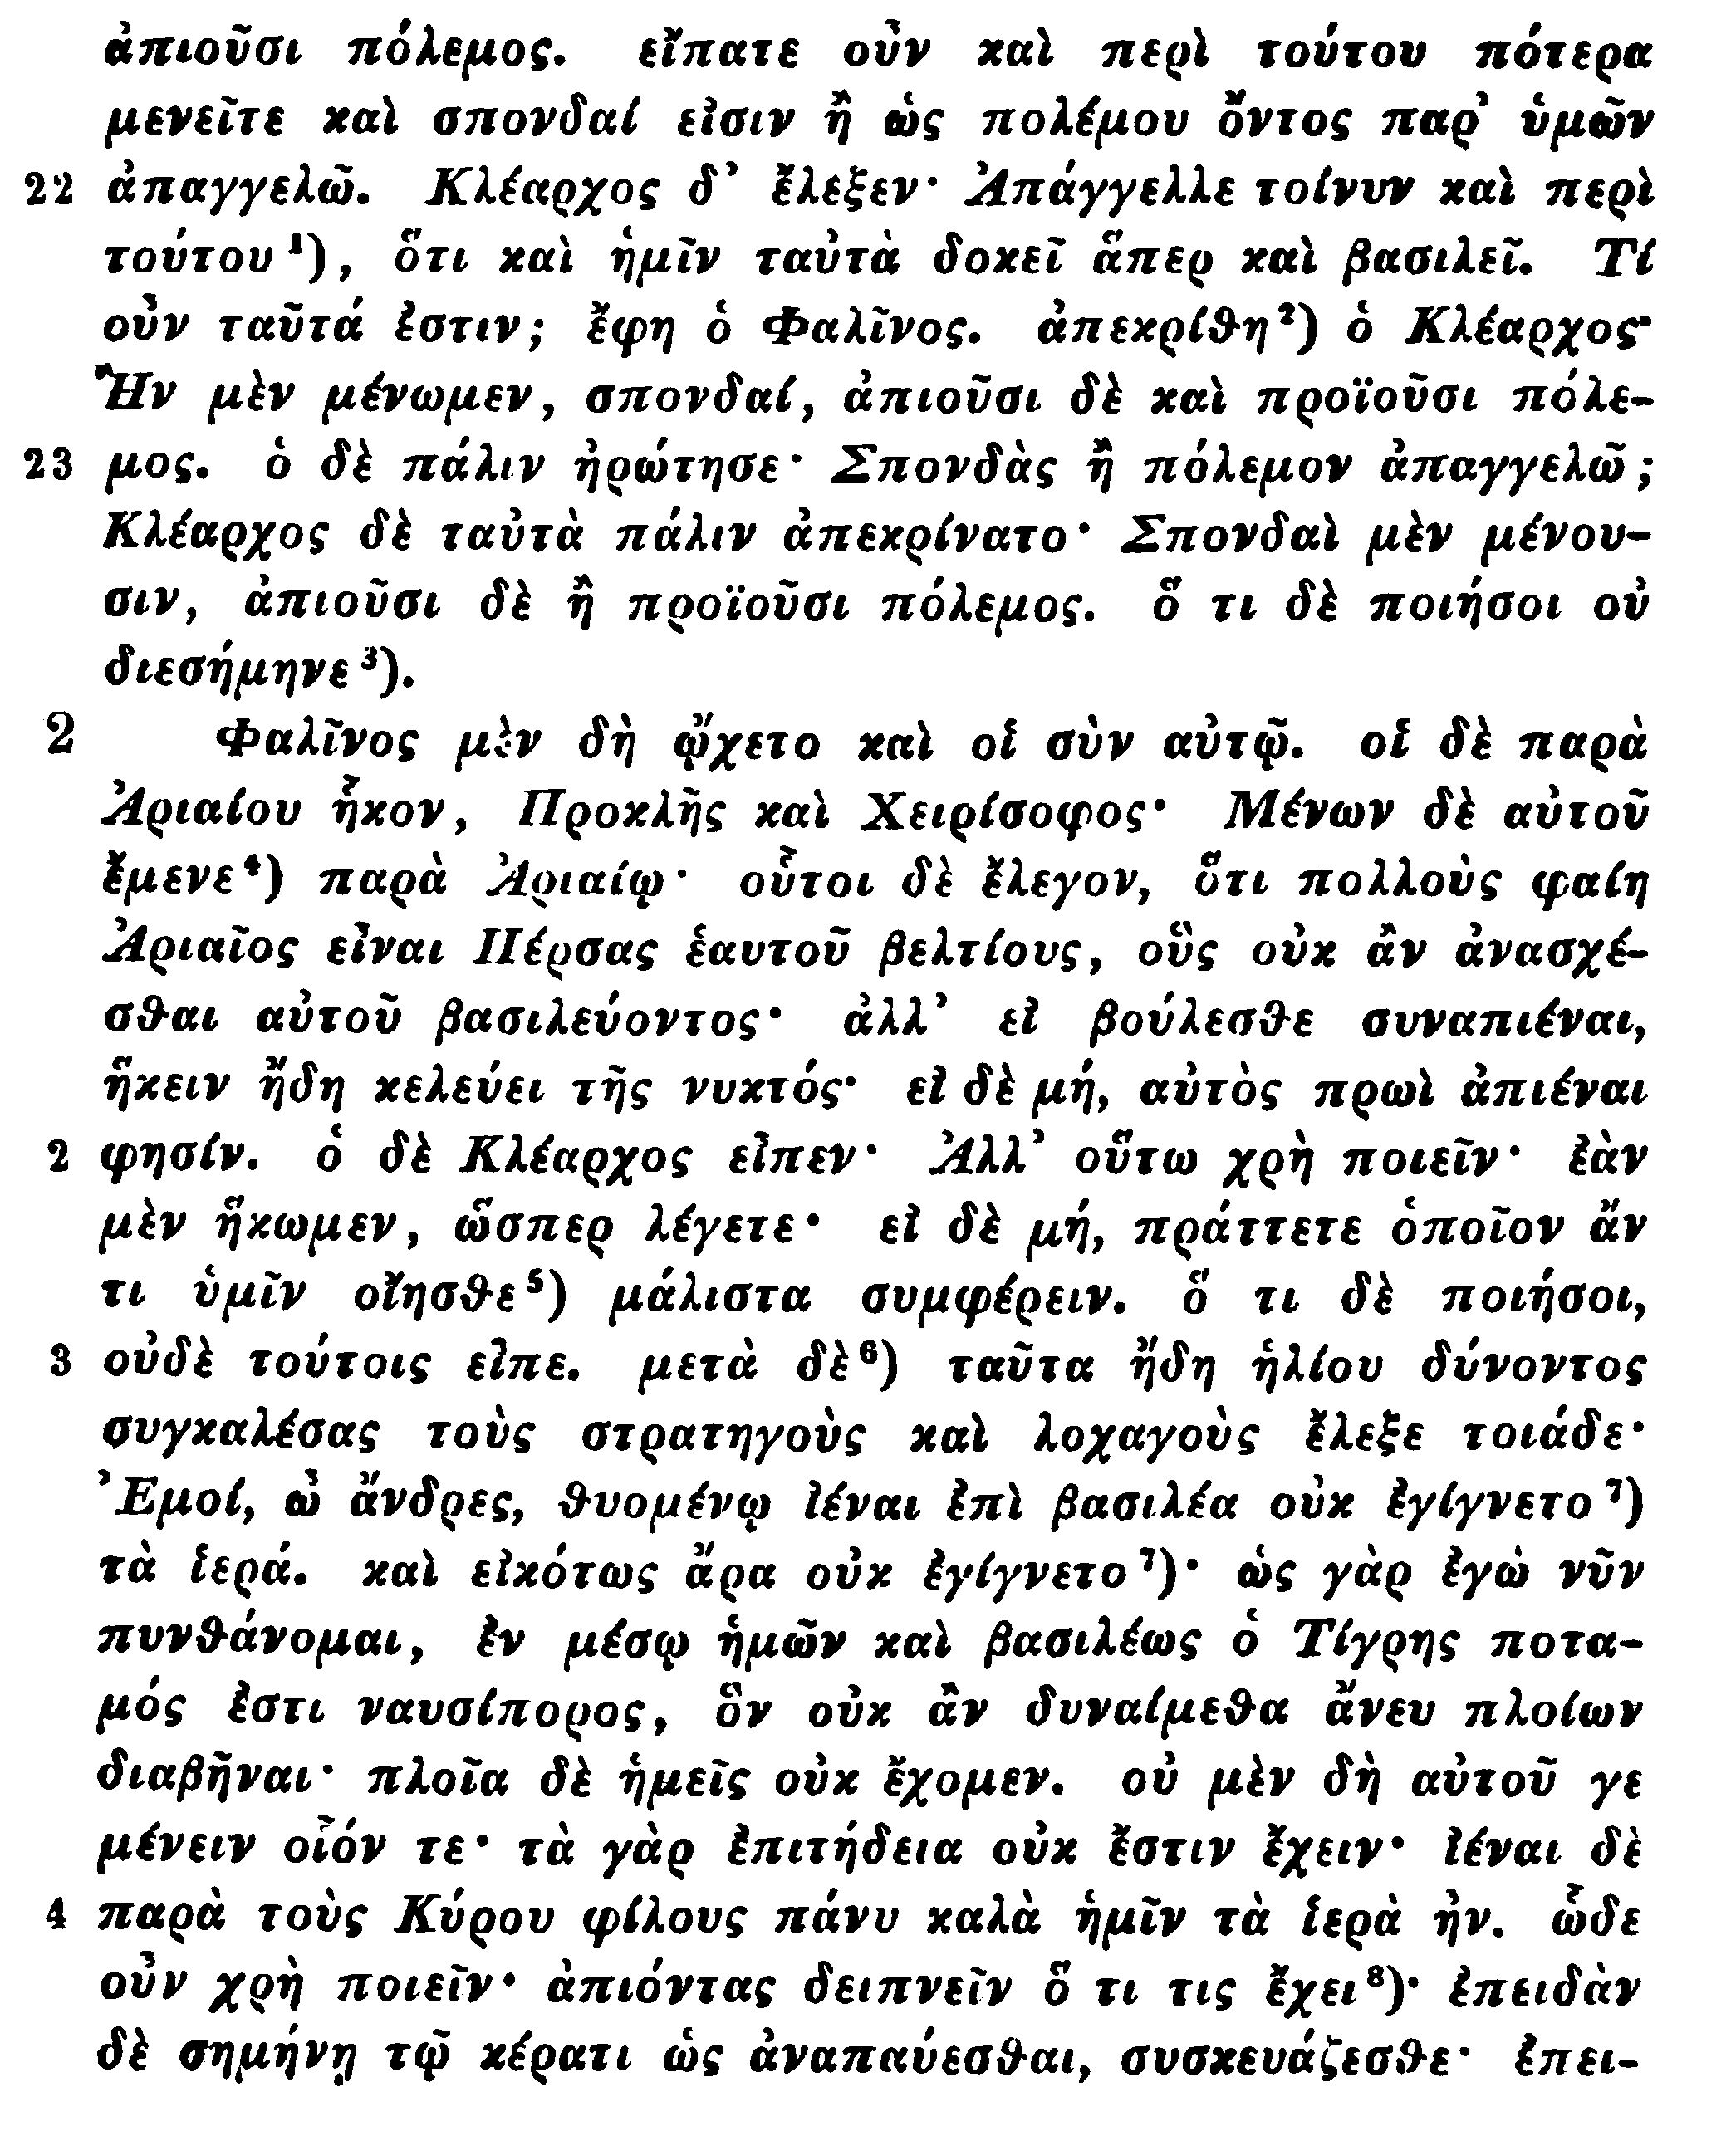 ἀπιοῦσι πόλεμος. εἴπατε οὖν καὶ περὶ τούτου πότερα
μενεῖτε καὶ σπονδαί εἰσιν ἢ ὡς πολέμου ὄντος παρ’ ὑμῶν
22 ἀπαγγελῶ. Κλέαρχος δ’ ἔλεξεν· Ἀπάγγελλε τοίνυν καὶ περὶ
τούτου ¹), ὅτι καὶ ἡμῖν ταὐτὰ δοκεῖ ἅπερ καὶ βασιλεῖ. Τί
οὖν ταῦτά ἐστιν; ἔφη ὁ Φαλῖνος. ἀπεκρίθη ²) ὁ Κλέαρχος·
Ἢν μὲν μένωμεν, σπονδαί, ἀπιοῦσι δὲ καὶ προϊοῦσι πόλε-
23 μος. ὁ δὲ πάλιν ἠρώτησε· Σπονδὰς ἢ πόλεμον ἀπαγγελῶ;
Κλέαρχος δὲ ταὐτὰ πάλιν ἀπεκρίνατο· Σπονδαὶ μὲν μένου-
σιν, ἀπιοῦσι δὲ ἢ προϊοῦσι πόλεμος. ὅ τι δὲ ποιήσοι οὐ
διεσήμηνε ³).
2 Φαλῖνος μὲν δὴ ᾤχετο καὶ οἱ σὺν αὐτῷ. οἱ δὲ παρὰ
Ἀριαίου ἧκον, Προκλῆς καὶ Χειρίσοφος· Μένων δὲ αὐτοῦ
ἔμενε ⁴) παρὰ Ἀριαίῳ· οὗτοι δὲ ἔλεγον, ὅτι πολλοὺς φαίη
Ἀριαῖος εἶναι Πέρσας ἑαυτοῦ βελτίους, οὓς οὐκ ἂν ἀνασχέ-
σθαι αὐτοῦ βασιλεύοντος· ἀλλ’ εἰ βούλεσθε συναπιέναι,
ἥκειν ἤδη κελεύει τῆς νυκτός· εἰ δὲ μή, αὐτὸς πρωὶ ἀπιέναι
2 φησίν. ὁ δὲ Κλέαρχος εἶπεν· Ἀλλ’ οὕτω χρὴ ποιεῖν· ἐὰν
μὲν ἥκωμεν, ὥσπερ λέγετε· εἰ δὲ μή, πράττετε ὁποῖον ἄν
τι ὑμῖν οἴησθε ⁵) μάλιστα συμφέρειν. ὅ τι δὲ ποιήσοι,
3 οὐδὲ τούτοις εἶπε. μετὰ δὲ ⁶) ταῦτα ἤδη ἡλίου δύνοντος
συγκαλέσας τοὺς στρατηγοὺς καὶ λοχαγοὺς ἔλεξε τοιάδε·
Ἐμοί, ὦ ἄνδρες, θυομένῳ ἰέναι ἐπὶ βασιλέα οὐκ ἐγίγνετο ⁷)
τὰ ἱερά. καὶ εἰκότως ἄρα οὐκ ἐγίγνετο ⁷)· ὡς γὰρ ἐγὼ νῦν
πυνθάνομαι, ἐν μέσῳ ἡμῶν καὶ βασιλέως ὁ Τίγρης ποτα-
μός ἐστι ναυσίπορος, ὃν οὐκ ἂν δυναίμεθα ἄνευ πλοίων
διαβῆναι· πλοῖα δὲ ἡμεῖς οὐκ ἔχομεν. οὐ μὲν δὴ αὐτοῦ γε
μένειν οἷόν τε· τὰ γὰρ ἐπιτήδεια οὐκ ἔστιν ἔχειν· ἰέναι δὲ
4 παρὰ τοὺς Κύρου φίλους πάνυ καλὰ ἡμῖν τὰ ἱερὰ ἦν. ὧδε
οὖν χρὴ ποιεῖν· ἀπιόντας δειπνεῖν ὅ τι τις ἔχει ⁸)· ἐπειδὰν
δὲ σημήνῃ τῷ κέρατι ὡς ἀναπαύεσθαι, συσκευάζεσθε· ἐπει-